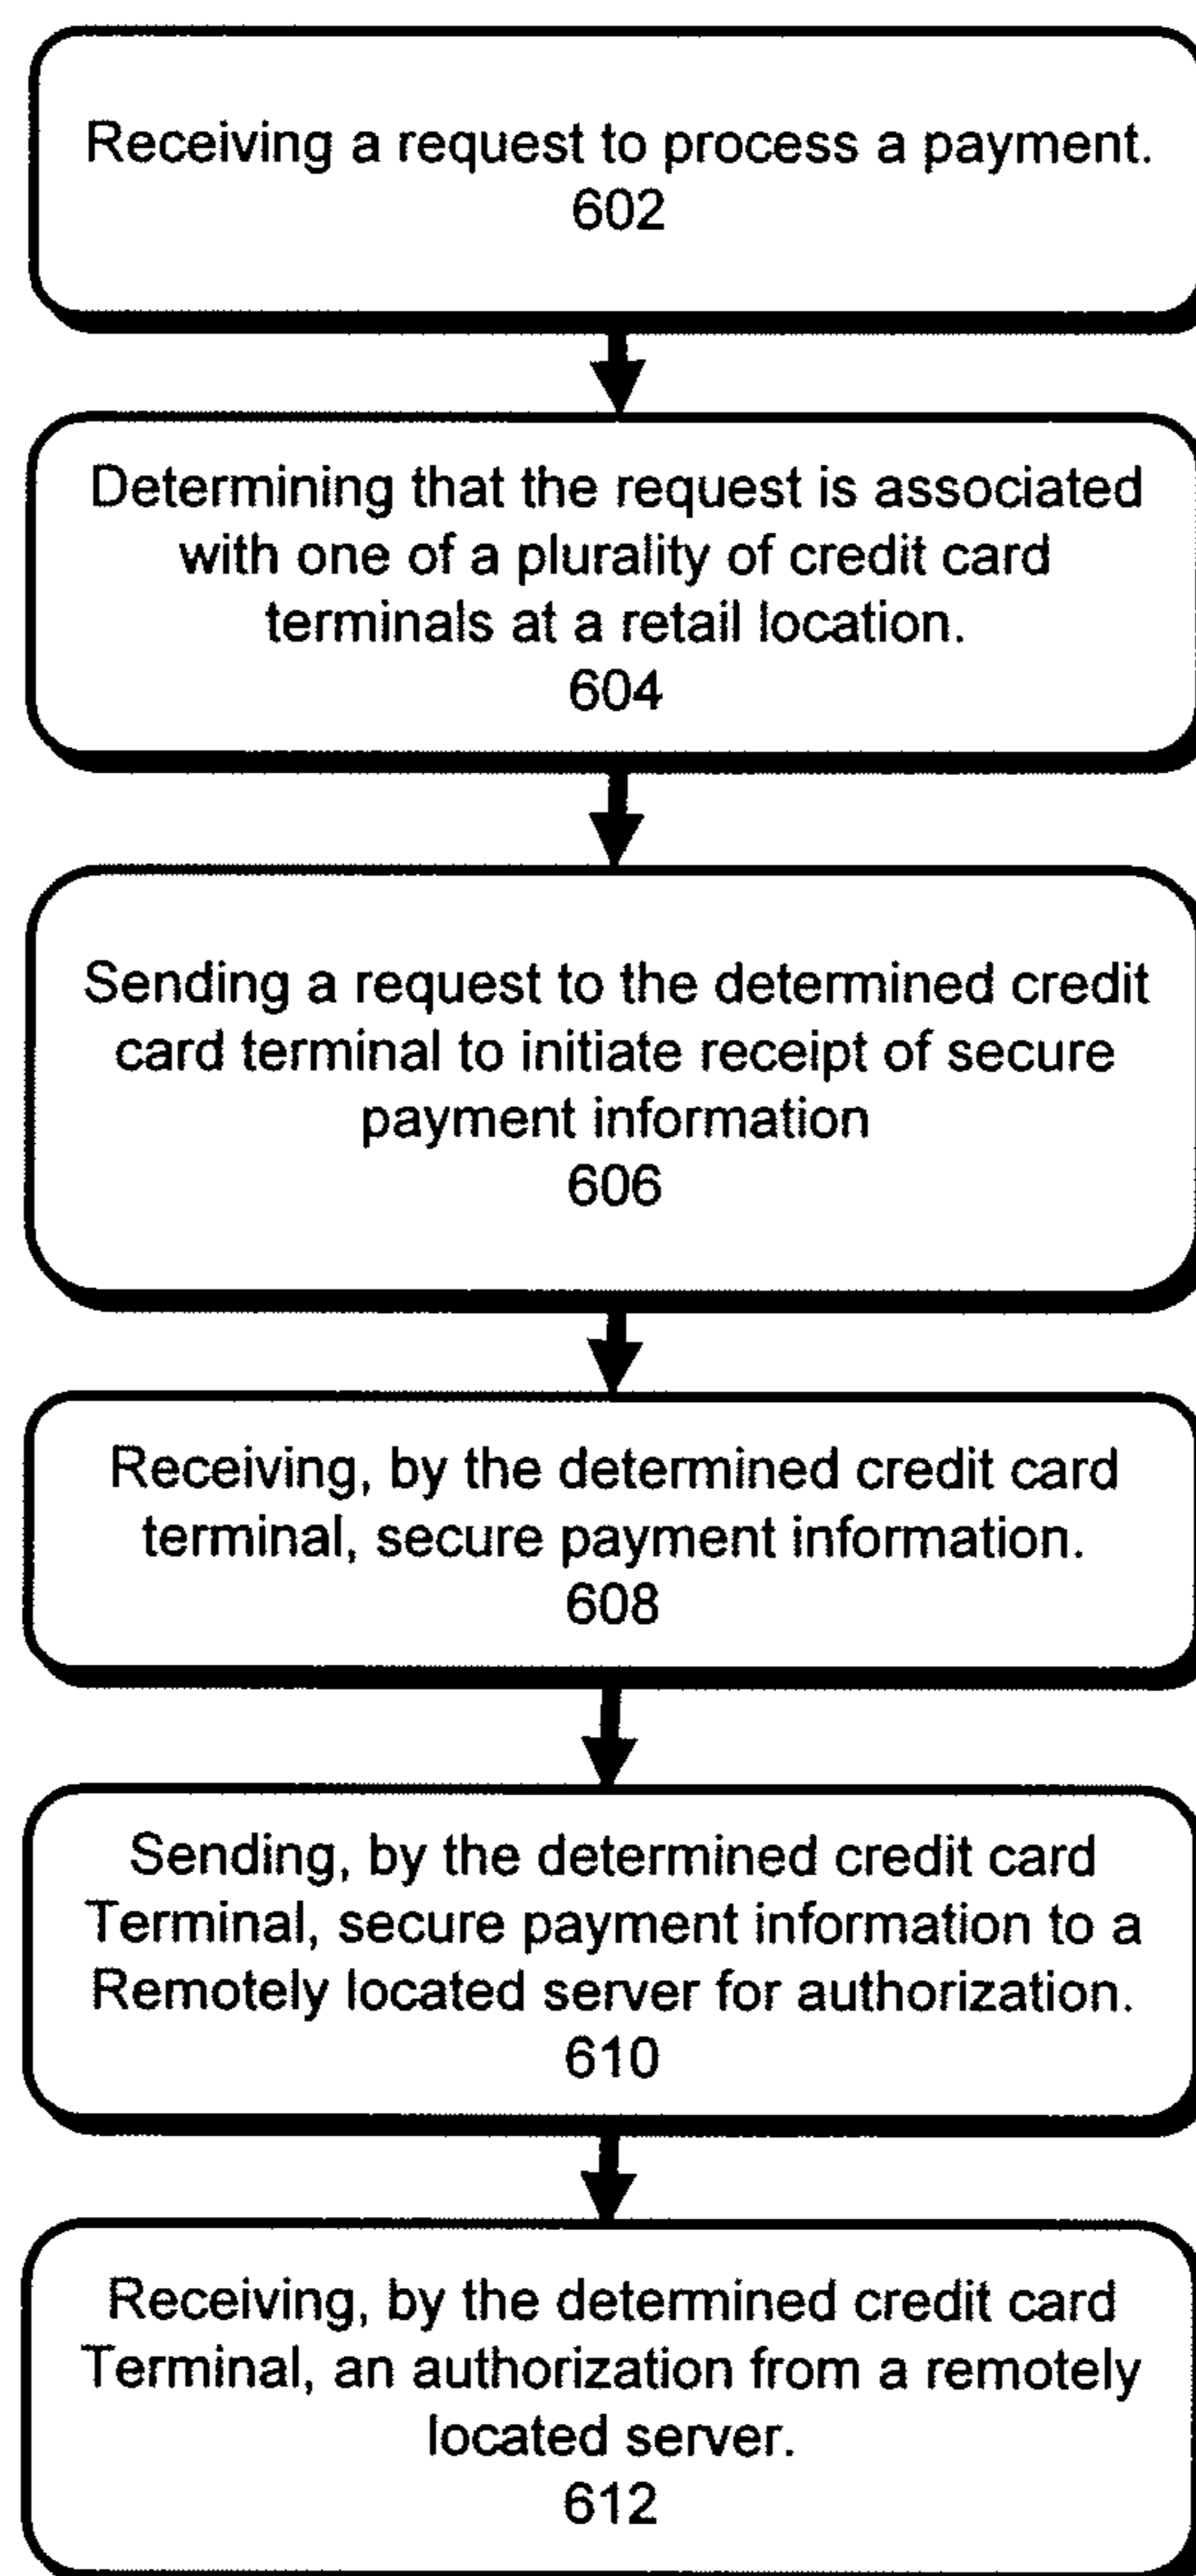 Receiving a request to process a payment.
602
Determining that the request is associated
with one of a plurality of credit card
terminals at a retail location.
604
Sending a request to the determined credit
card terminal to initiate receipt of secure
payment information
606
Receiving, by the determined credit card
terminal, secure payment information.
608
Sending, by the determined credit card
Terminal, secure payment information to a
Remotely located server for authorization.
610
Receiving, by the determined credit card
Terminal, an authorization from a remotely
located server.
612